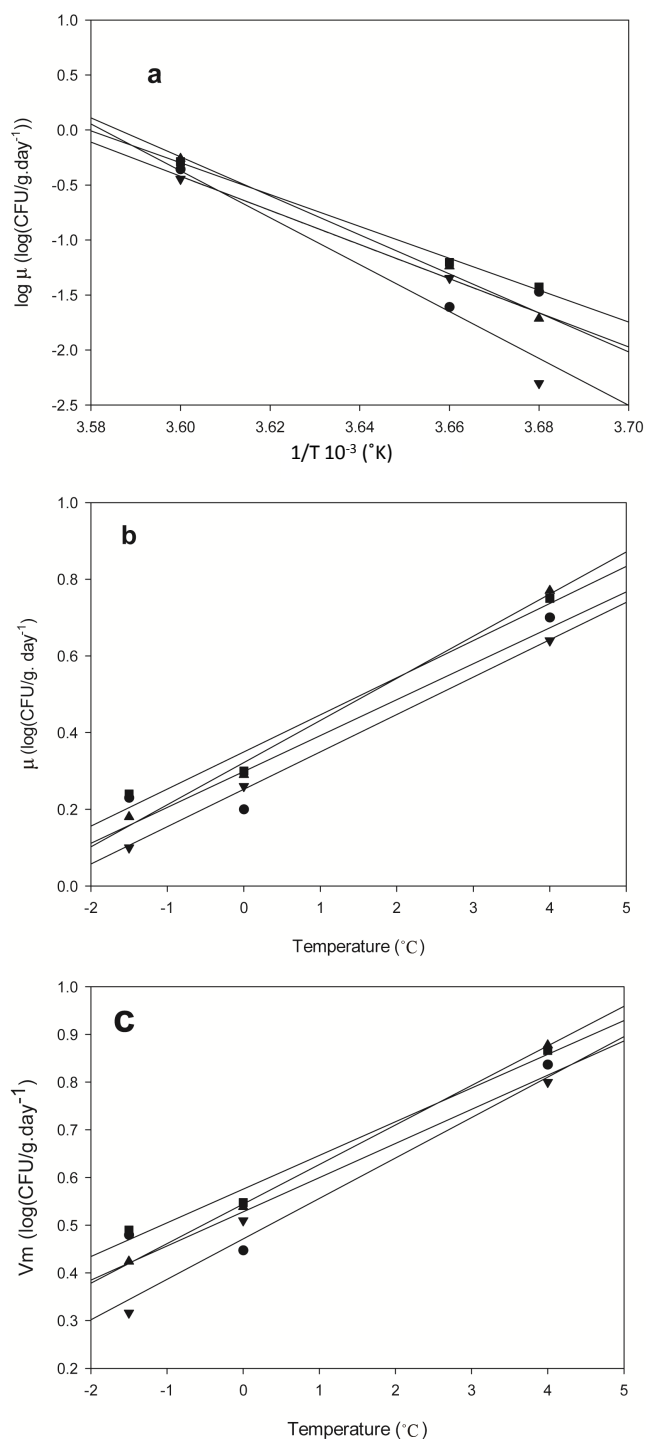 a
log μ (log(CFU/g.day⁻¹))
1.0
0.5
0.0
-0.5
-1.0
-1.5
-2.0
-2.5
3.58 3.60 3.62 3.64 3.66 3.68 3.70
1/T 10⁻³ (˚K)
b
μ (log(CFU/g. day⁻¹)
1.0
0.8
0.6
0.4
0.2
0.0
-2 -1 0 1 2 3 4 5
Temperature (°C)
c
Vm (log(CFU/g.day⁻¹)
1.0
0.9
0.8
0.7
0.6
0.5
0.4
0.3
0.2
-2 -1 0 1 2 3 4 5
Temperature (°C)